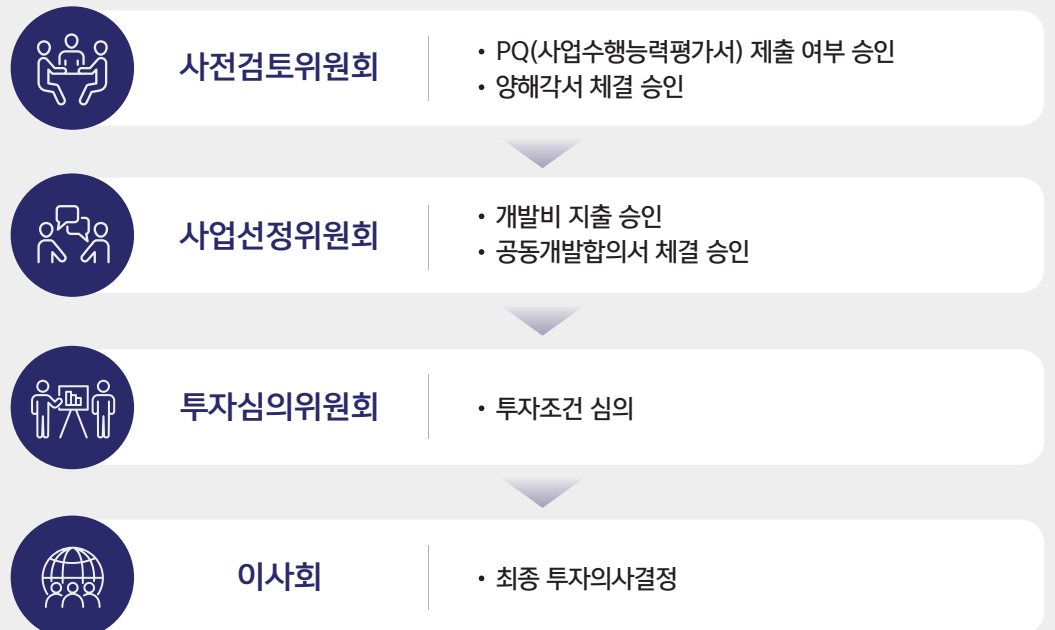 사전검토위원회
• PQ(사업수행능력평가서) 제출 여부 승인
• 양해각서 체결 승인
사업선정위원회
• 개발비 지출 승인
• 공동개발합의서 체결 승인
투자심의위원회
• 투자조건 심의
이사회
• 최종 투자의사결정